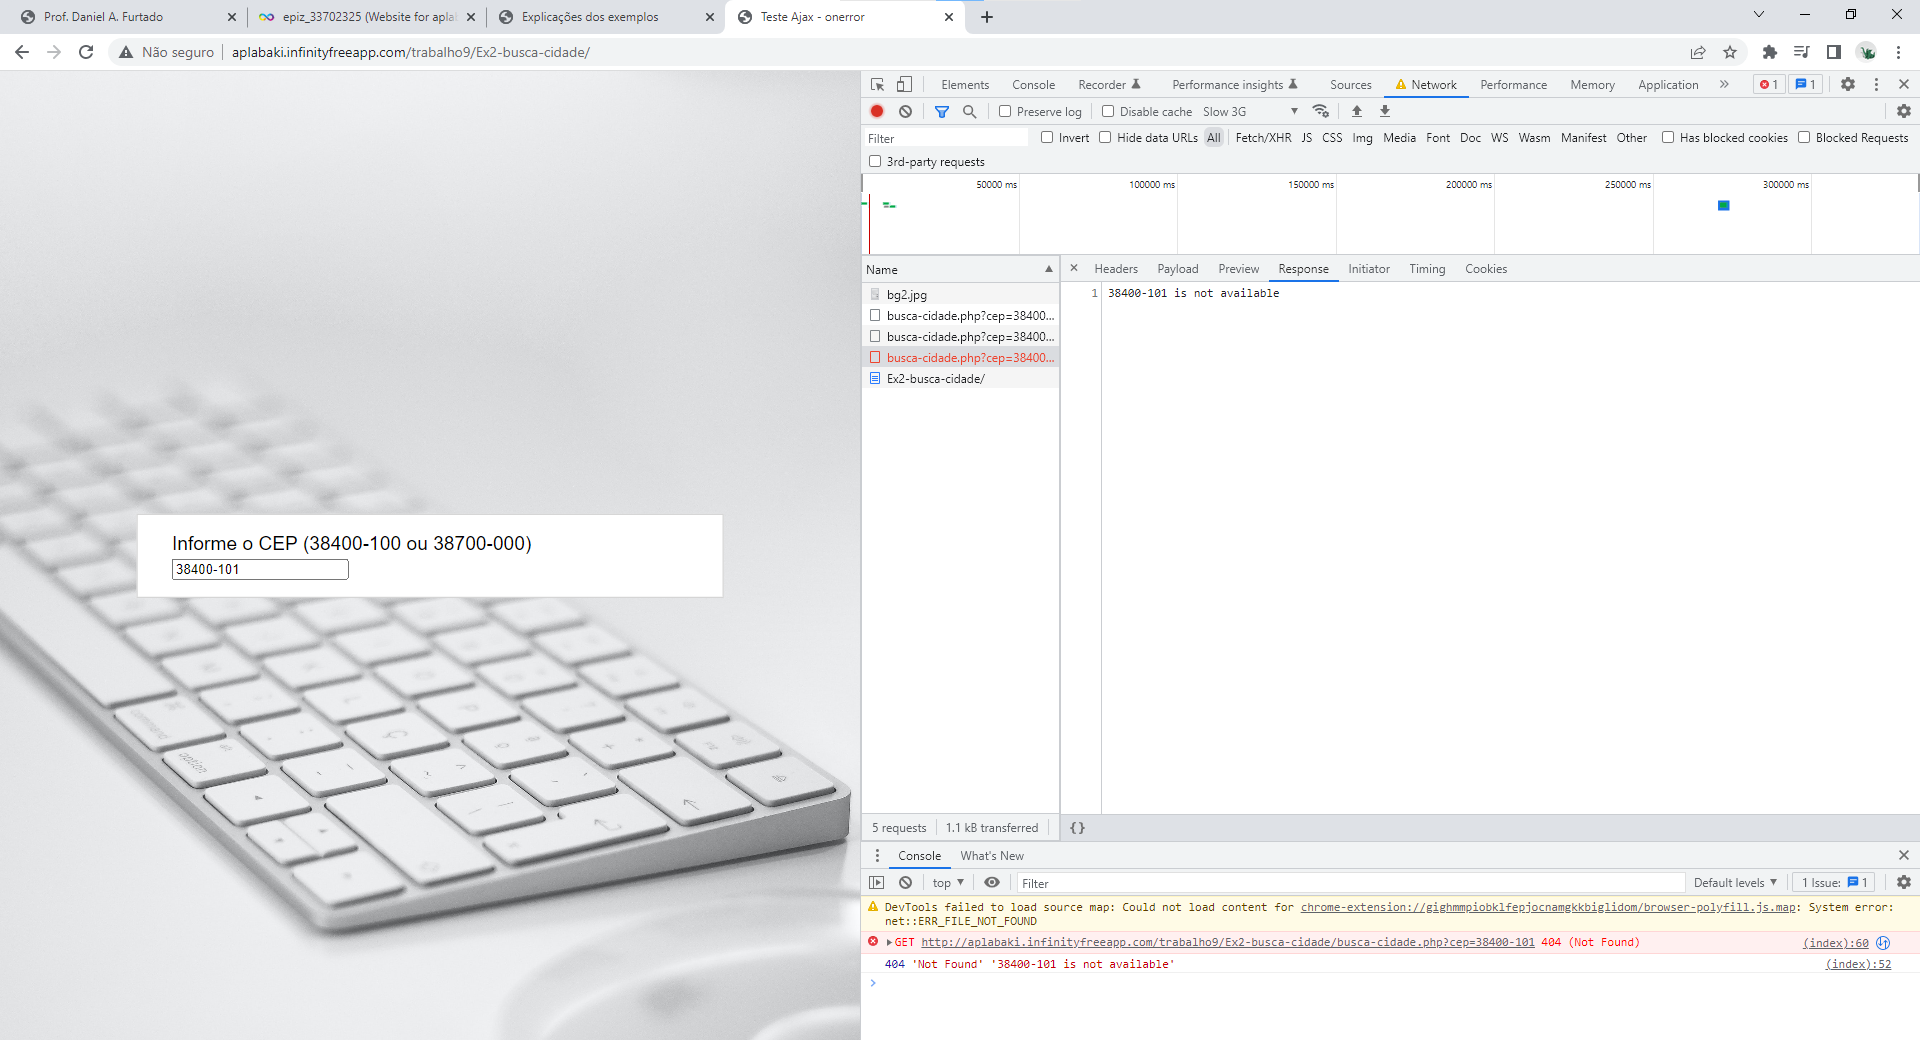 Prof. Daniel A. Furtado
epiz_33702325 (Website for apla
Explicações dos exemplos
Teste Ajax - onerror
Não seguro
aplabaki.infinityfreeapp.com/trabalho9/Ex2-busca-cidade/
Elements Console Recorder Performance insights Sources Network Performance Memory Application » 1 1
Preserve log Disable cache Slow 3G
Filter Invert Hide data URLs All Fetch/XHR JS CSS Img Media Font Doc WS Wasm Manifest Other Has blocked cookies Blocked Requests
3rd-party requests
50000 ms 100000 ms 150000 ms 200000 ms 250000 ms 300000 ms
Name
Headers Payload Preview Response Initiator Timing Cookies
bg2.jpg
busca-cidade.php?cep=38400...
busca-cidade.php?cep=38400...
busca-cidade.php?cep=38400...
Ex2-busca-cidade/
1 38400-101 is not available
Informe o CEP (38400-100 ou 38700-000)
38400-101
command
option
5 requests 1.1 kB transferred {}
Console What's New
top Filter Default levels 1 Issue: 1
DevTools failed to load source map: Could not load content for chrome-extension://gighmmpiobklfepjocnamgkkbiglidom/browser-polyfill.js.map: System error:
net::ERR_FILE_NOT_FOUND
GET http://aplabaki.infinityfreeapp.com/trabalho9/Ex2-busca-cidade/busca-cidade.php?cep=38400-101 404 (Not Found) (index):60
404 'Not Found' '38400-101 is not available' (index):52